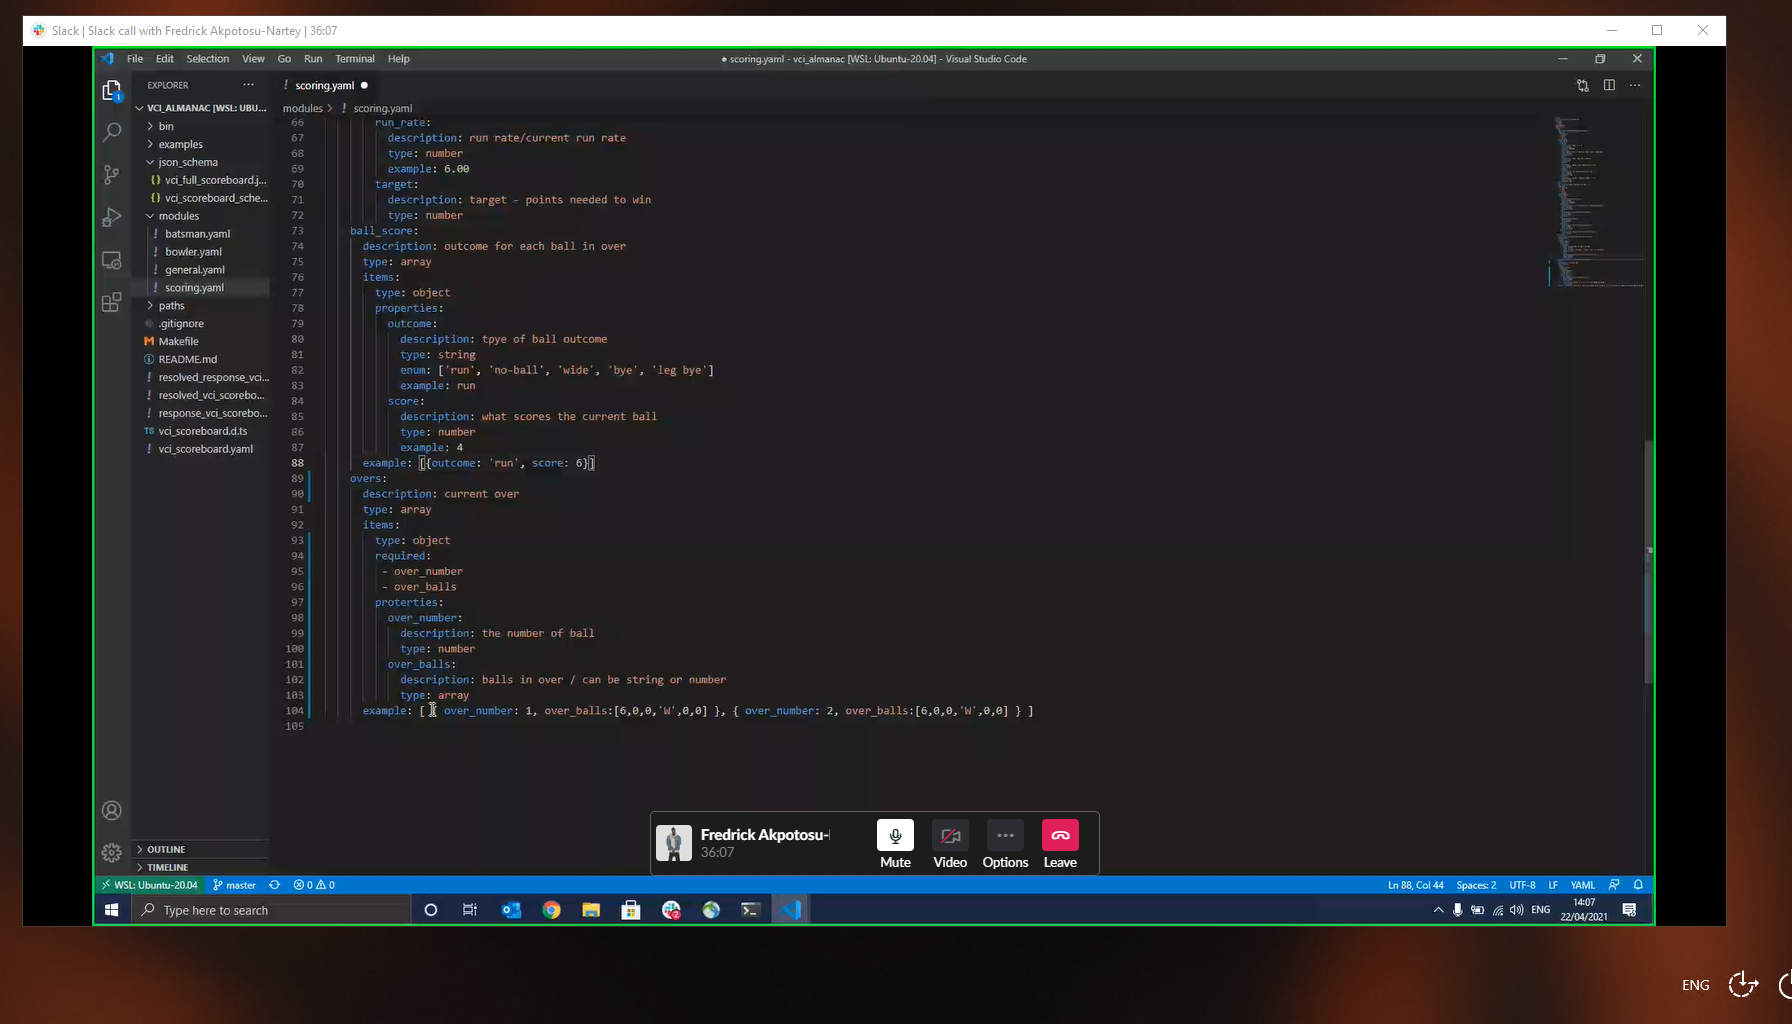 Slack | Slack call with Fredrick Akpotosu-Nartey | 36:07
File Edit Selection View Go Run Terminal Help
● scoring.yaml - vci_almanac [WSL: Ubuntu-20.04] - Visual Studio Code
EXPLORER
! scoring.yaml
modules > ! scoring.yaml
VCI_ALMANAC [WSL: UBU...
bin
examples
json_schema
{} vci_full_scoreboard.j...
{} vci_scoreboard_sche...
modules
! batsman.yaml
! bowler.yaml
! general.yaml
! scoring.yaml
paths
.gitignore
Makefile
README.md
! resolved_response_vci...
! resolved_vci_scorebo...
! response_vci_scorebo...
TS vci_scoreboard.d.ts
! vci_scoreboard.yaml
OUTLINE
TIMELINE
66 run_rate:
67 description: run rate/current run rate
68 type: number
69 example: 6.00
70 target:
71 description: target - points needed to win
72 type: number
73 ball_score:
74 description: outcome for each ball in over
75 type: array
76 items:
77 type: object
78 properties:
79 outcome:
80 description: tpye of ball outcome
81 type: string
82 enum: ['run', 'no-ball', 'wide', 'bye', 'leg bye']
83 example: run
84 score:
85 description: what scores the current ball
86 type: number
87 example: 4
88 example: [{outcome: 'run', score: 6}]
89 overs:
90 description: current over
91 type: array
92 items:
93 type: object
94 required:
95 - over_number
96 - over_balls
97 proterties:
98 over_number:
99 description: the number of ball
100 type: number
101 over_balls:
102 description: balls in over / can be string or number
103 type: array
104 example: [ { over_number: 1, over_balls:[6,0,0,'W',0,0] }, { over_number: 2, over_balls:[6,0,0,'W',0,0] } ]
105
Fredrick Akpotosu-
36:07
Mute Video Options Leave
WSL: Ubuntu-20.04 master 0 0 Ln 88, Col 44 Spaces: 2 UTF-8 LF YAML
Type here to search
ENG
14:07
22/04/2021
ENG